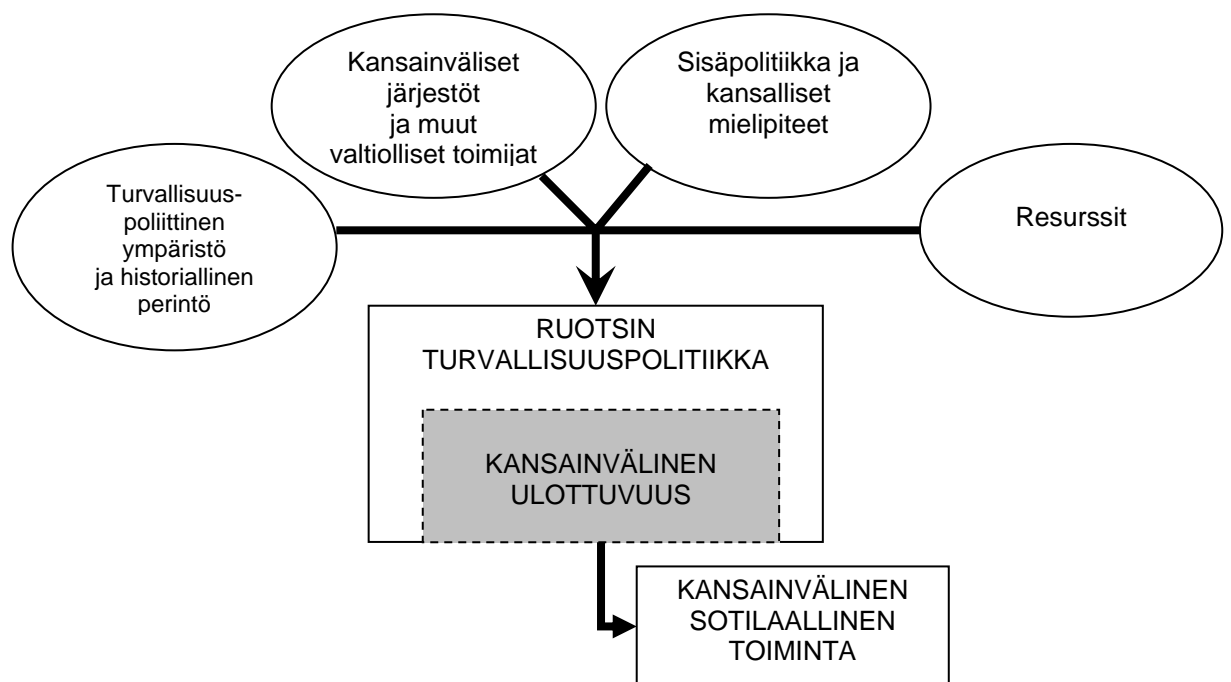 Kansainväliset
järjestöt
ja muut
valtiolliset toimijat
Sisäpolitiikka ja
kansalliset
mielipiteet
Turvallisuus-
poliittinen
ympäristö
ja historiallinen
perintö
Resurssit
RUOTSIN
TURVALLISUUSPOLITIIKKA
KANSAINVÄLINEN
ULOTTUVUUS
KANSAINVÄLINEN
SOTILAALLINEN
TOIMINTA